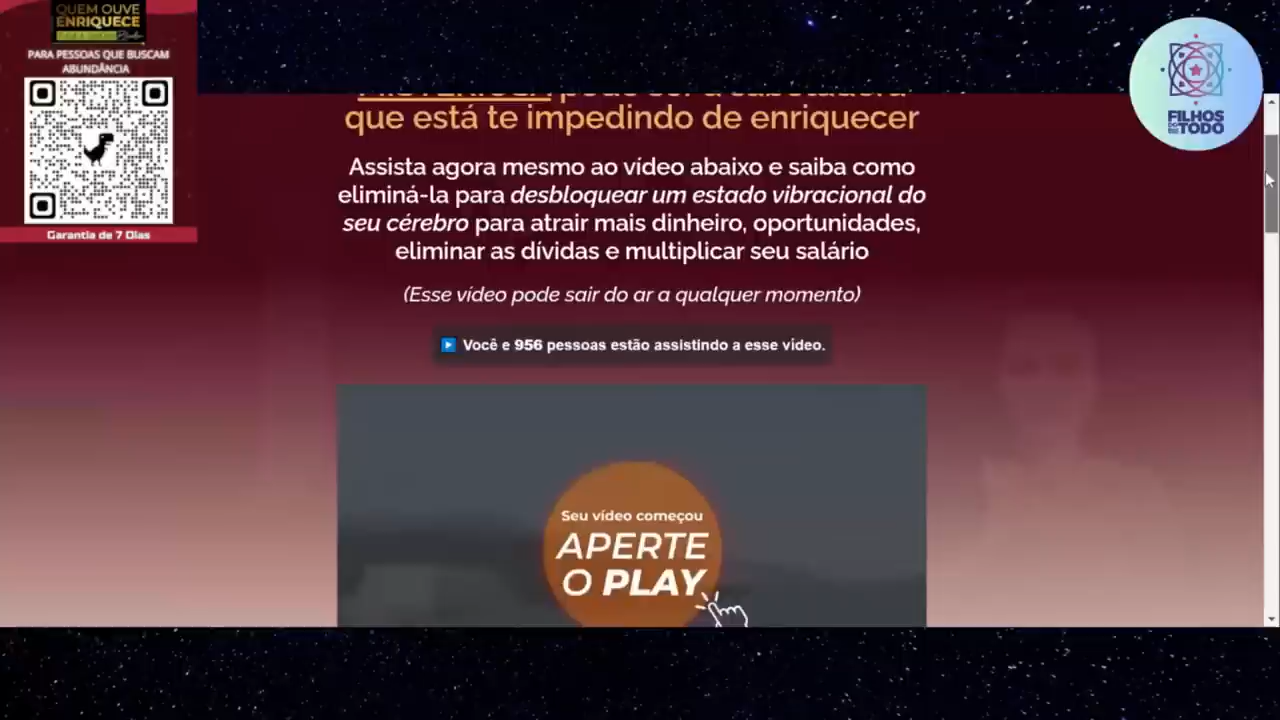 QUEM OUVE
ENRIQUECE
PARA PESSOAS QUE BUSCAM
ABUNDÂNCIA
Garantia de 7 Dias
FILHOS
TODO
que está te impedindo de enriquecer
Assista agora mesmo ao vídeo abaixo e saiba como
eliminá-la para desbloquear um estado vibracional do
seu cérebro para atrair mais dinheiro, oportunidades,
eliminar as dívidas e multiplicar seu salário
(Esse vídeo pode sair do ar a qualquer momento)
Você e 956 pessoas estão assistindo a esse vídeo.
Seu vídeo começou
APERTE
O PLAY